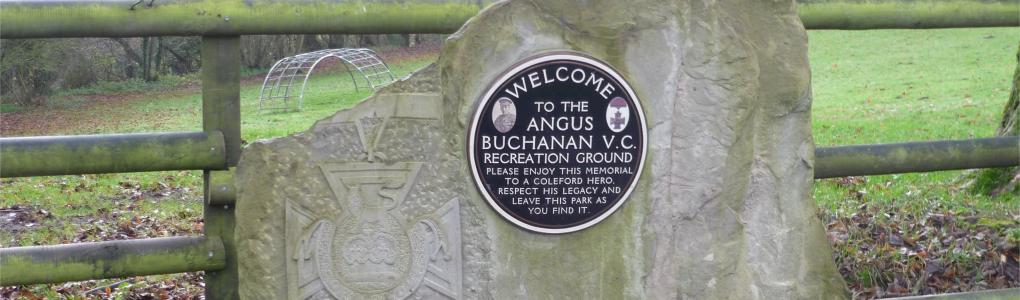 WELCOME
TO THE
ANGUS
BUCHANAN V.C.
RECREATION GROUND
PLEASE ENJOY THIS MEMORIAL
TO A COLEFORD HERO.
RESPECT HIS LEGACY AND
LEAVE THIS PARK AS
YOU FIND IT.